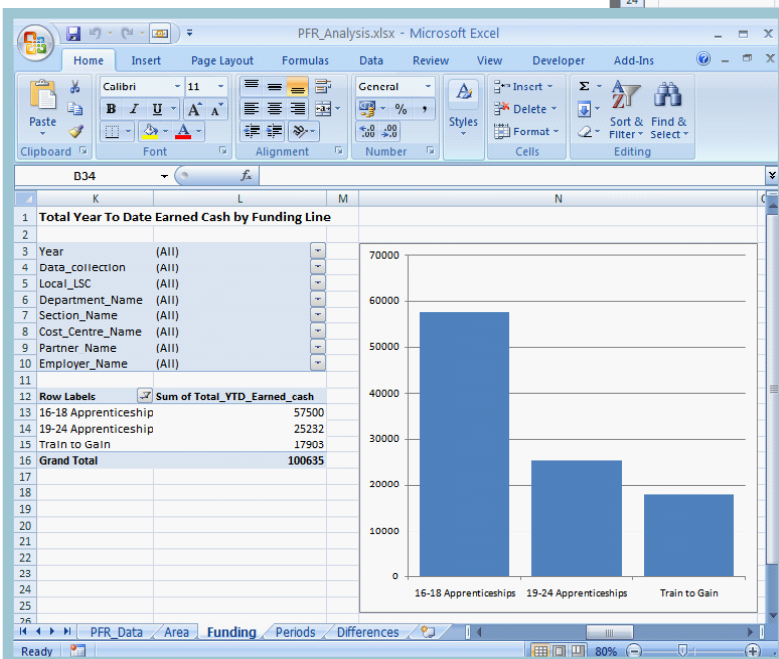 24
PFR_Analysis.xlsx - Microsoft Excel
Home Insert Page Layout Formulas Data Review View Developer Add-Ins
Paste
Calibri 11
B I U A A
A
General
% ,
Styles
Insert
Delete
Format
Σ
Sort & Filter
Find & Select
Clipboard Font Alignment Number Cells Editing
B34 fx
K L M N
1 Total Year To Date Earned Cash by Funding Line
2
3 Year (All)
4 Data_collection (All)
5 Local_LSC (All)
6 Department_Name (All)
7 Section_Name (All)
8 Cost_Centre_Name (All)
9 Partner_Name (All)
10 Employer_Name (All)
11
12 Row Labels Sum of Total_YTD_Earned_cash
13 16-18 Apprenticeship 57500
14 19-24 Apprenticeship 25232
15 Train to Gain 17903
16 Grand Total 100635
17
18
19
20
21
22
23
24
25
26
70000
60000
50000
40000
30000
20000
10000
0
16-18 Apprenticeships 19-24 Apprenticeships Train to Gain
PFR_Data Area Funding Periods Differences
Ready 80%